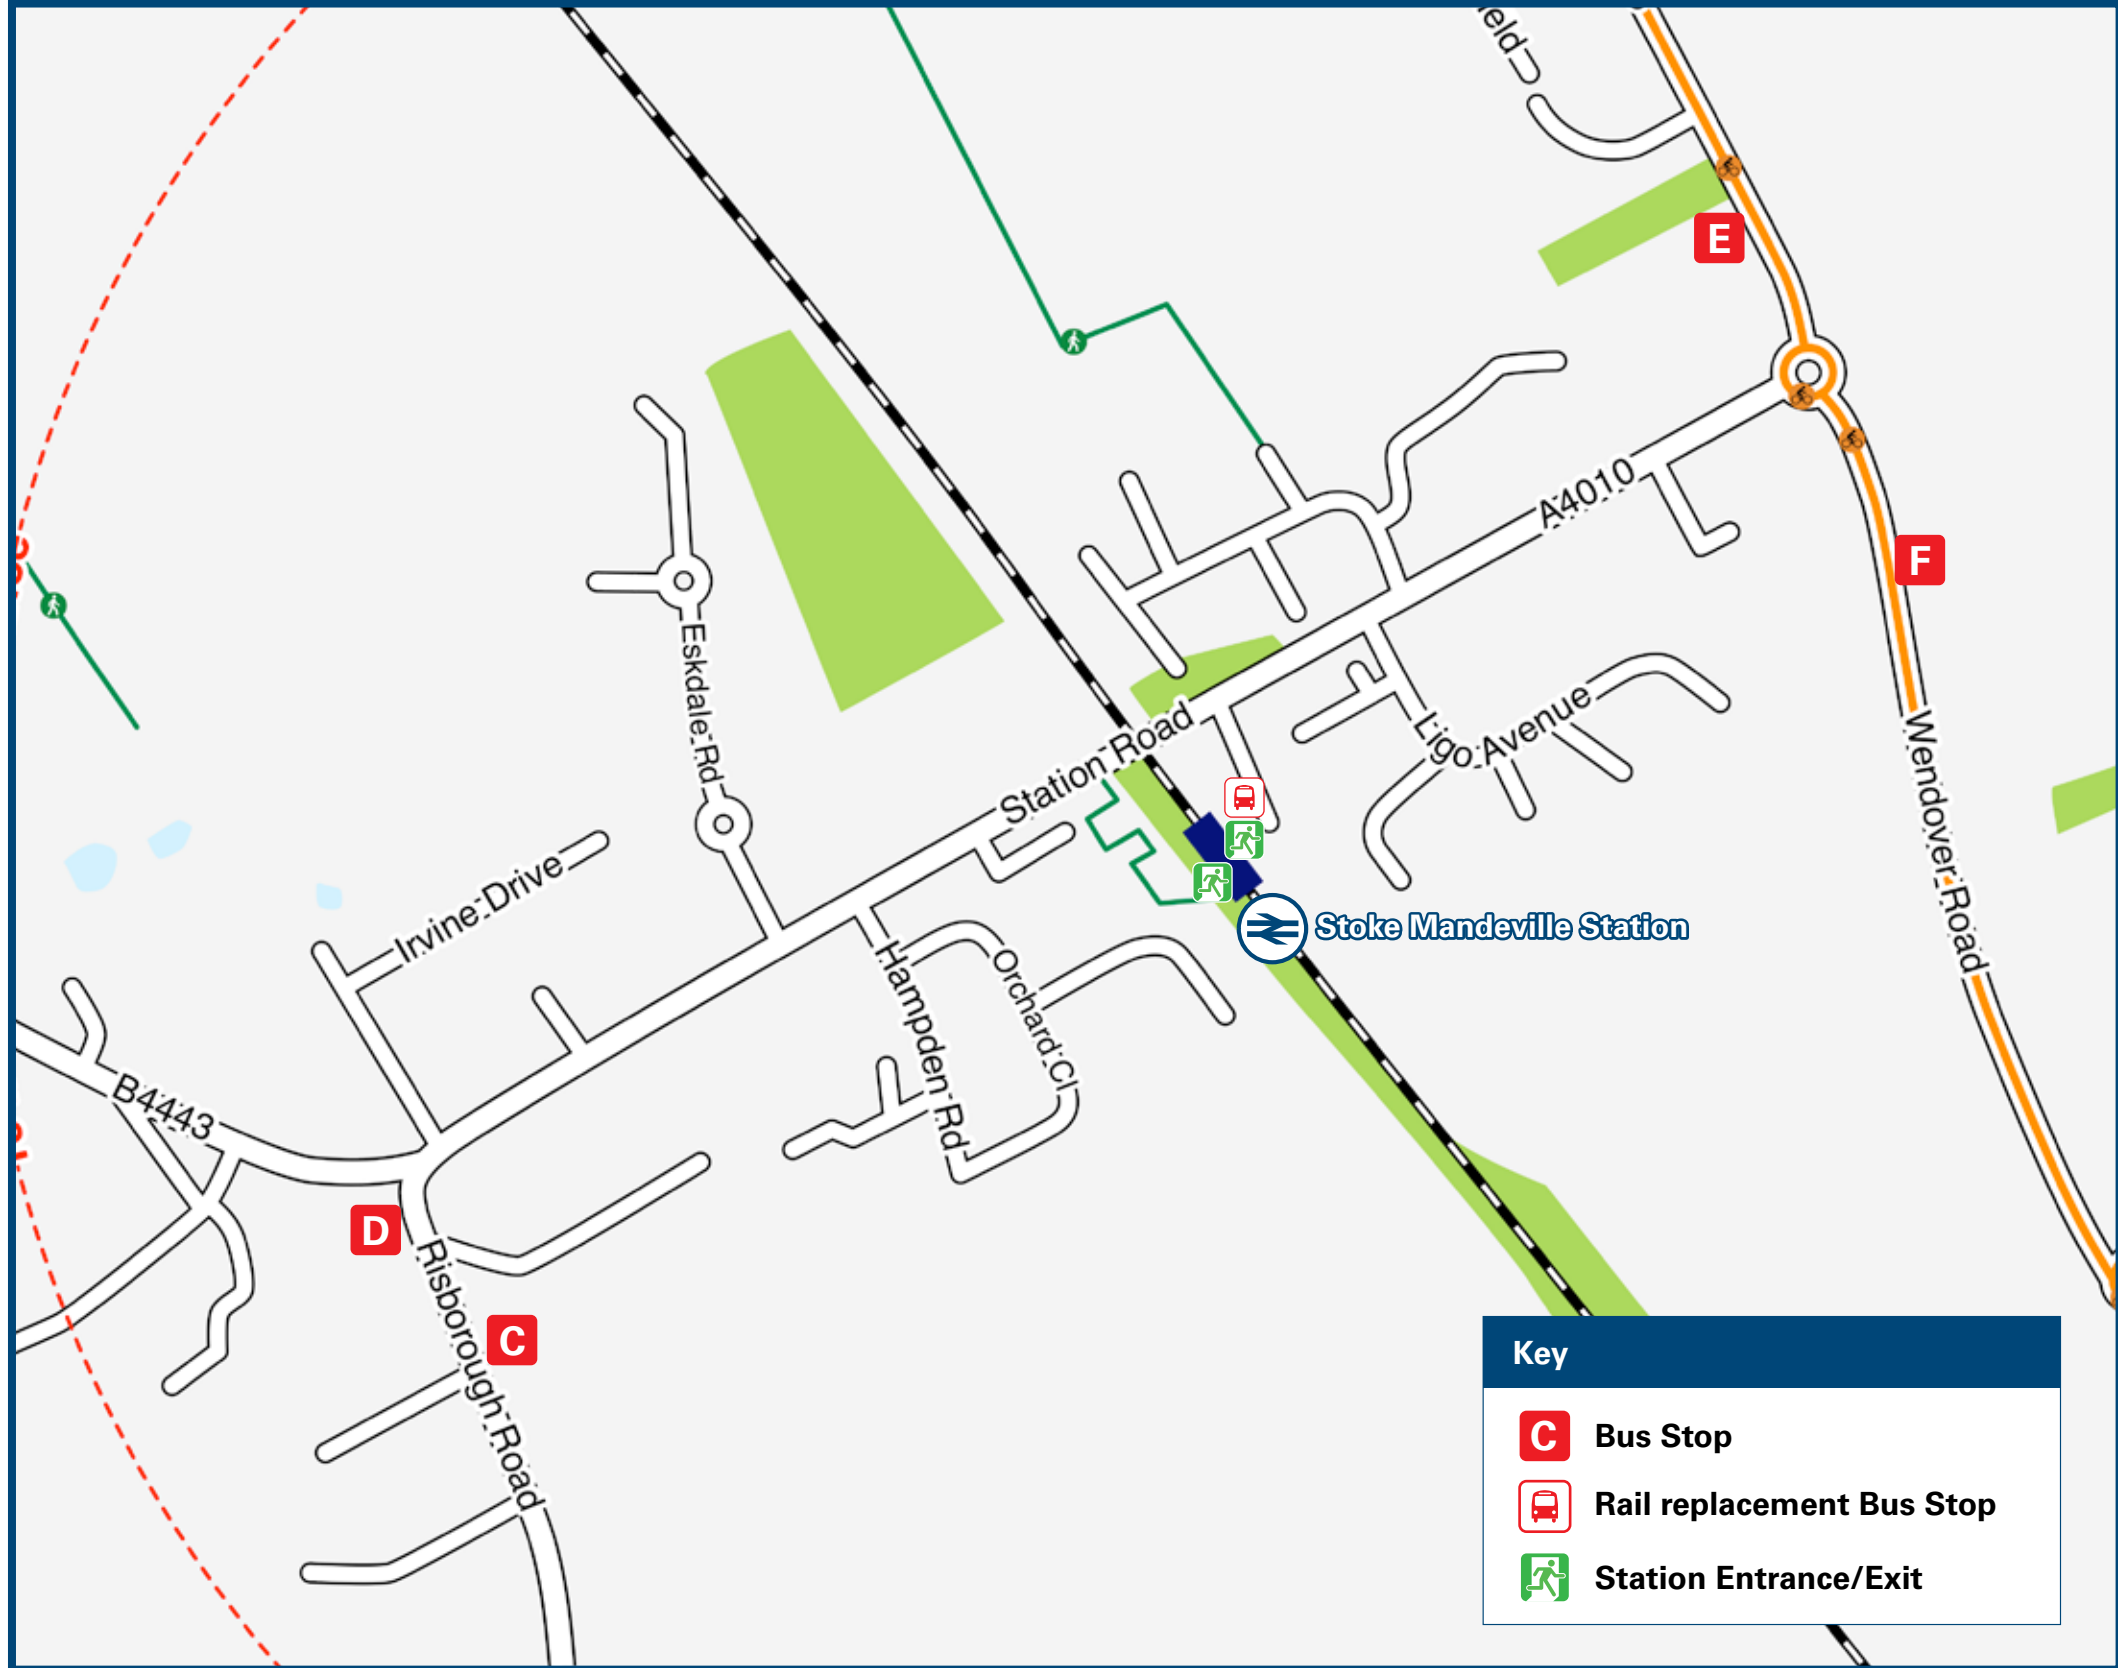 E
A4010
F
Eskdale Rd
Station Road
Ligo Avenue
Wendover Road
Irvine Drive
Stoke Mandeville Station
Hampden Rd
Orchard Cl
B4443
D
Risborough Road
C
Key
C Bus Stop
Rail replacement Bus Stop
Station Entrance/Exit